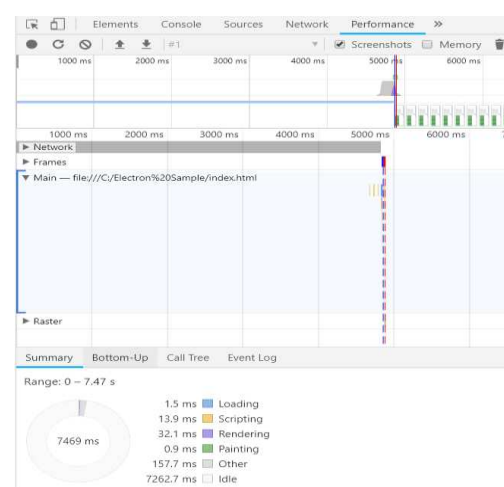 Elements Console Sources Network Performance »
#1 Screenshots Memory
1000 ms 2000 ms 3000 ms 4000 ms 5000 ms 6000 ms
1000 ms 2000 ms 3000 ms 4000 ms 5000 ms 6000 ms 7
▶ Network
▶ Frames
▼ Main — file:///C:/Electron%20Sample/index.html
▶ Raster
Summary Bottom-Up Call Tree Event Log
Range: 0 – 7.47 s
1.5 ms Loading
13.9 ms Scripting
32.1 ms Rendering
7469 ms
0.9 ms Painting
157.7 ms Other
7262.7 ms Idle